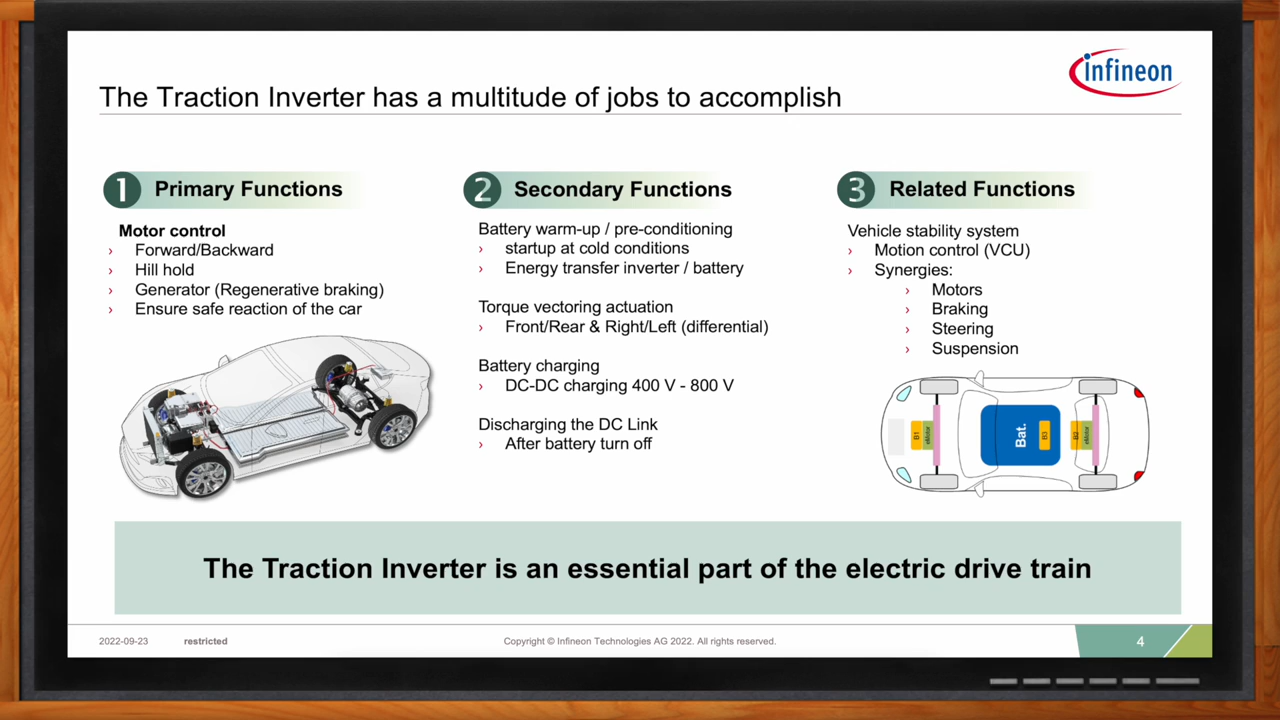 infineon
The Traction Inverter has a multitude of jobs to accomplish
1 Primary Functions
Motor control
› Forward/Backward
› Hill hold
› Generator (Regenerative braking)
› Ensure safe reaction of the car
2 Secondary Functions
Battery warm-up / pre-conditioning
› startup at cold conditions
› Energy transfer inverter / battery
Torque vectoring actuation
› Front/Rear & Right/Left (differential)
Battery charging
› DC-DC charging 400 V - 800 V
Discharging the DC Link
› After battery turn off
3 Related Functions
Vehicle stability system
› Motion control (VCU)
› Synergies:
› Motors
› Braking
› Steering
› Suspension
B1
eMotor
Bat.
B3
B2
eMotor
The Traction Inverter is an essential part of the electric drive train
2022-09-23 restricted Copyright © Infineon Technologies AG 2022. All rights reserved. 4